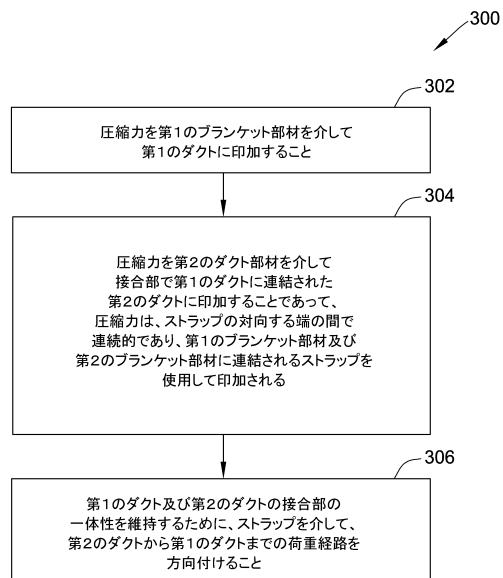 300
302
圧縮力を第1のブランケット部材を介して
第1のダクトに印加すること
304
圧縮力を第2のダクト部材を介して
接合部で第1のダクトに連結された
第2のダクトに印加することであって、
圧縮力は、ストラップの対向する端の間で
連続的であり、第1のブランケット部材及び
第2のブランケット部材に連結されるストラップを
使用して印加される
306
第1のダクト及び第2のダクトの接合部の
一体性を維持するために、ストラップを介して、
第2のダクトから第1のダクトまでの荷重経路を
方向付けること